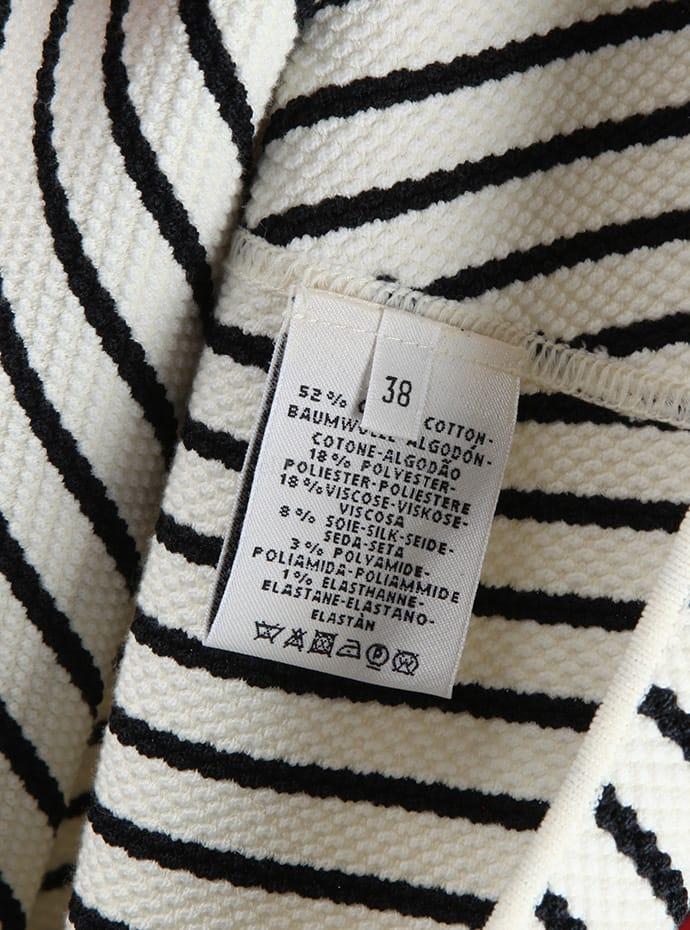 38
52% COTTON-
BAUMWOLLE-ALGODÓN-
COTONE-ALGODÃO
18% POLYESTER-
POLIESTER-POLIESTERE
18%VISCOSE-VISKOSE-
VISCOSA
8% SOIE-SILK-SEIDE-
SEDA-SETA
3% POLYAMIDE-
POLIAMIDA-POLIAMMIDE
1% ELASTHANNE-
ELASTANE-ELASTANO-
ELASTÀN